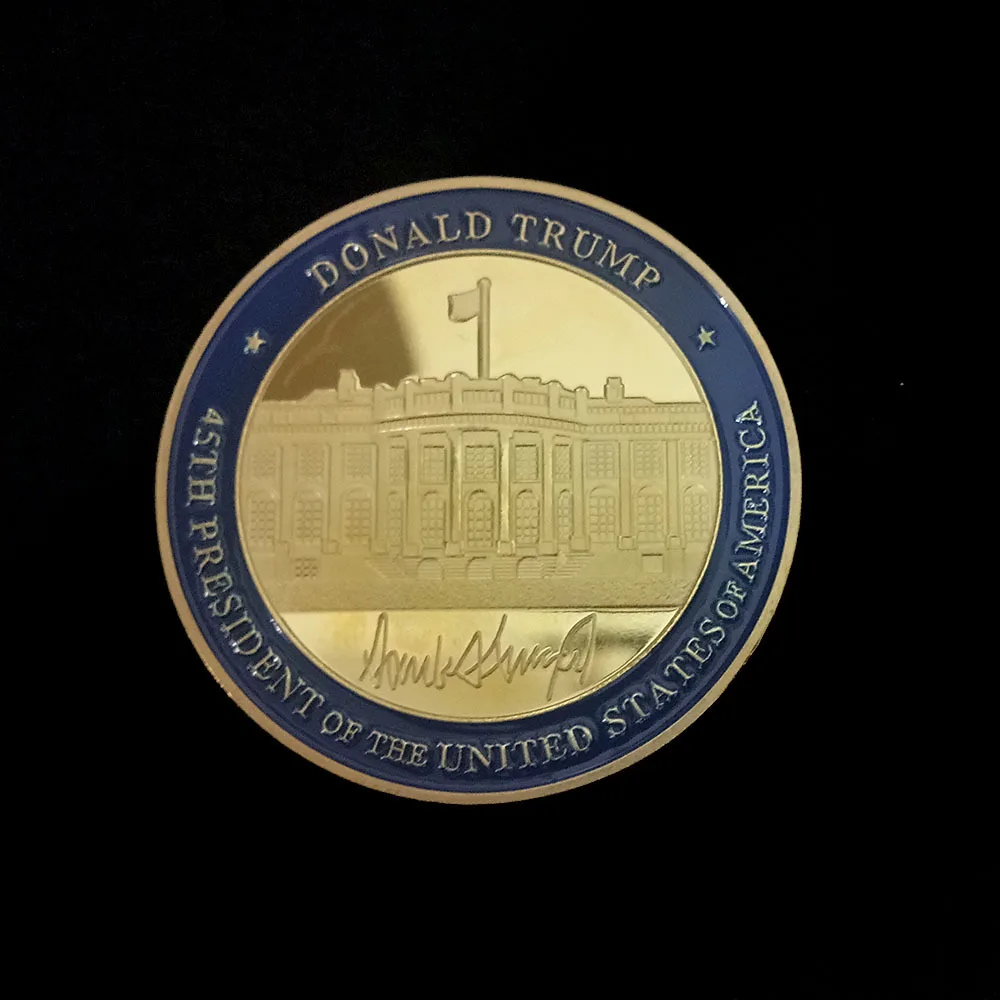 DONALD TRUMP
45TH PRESIDENT OF THE UNITED STATES OF AMERICA